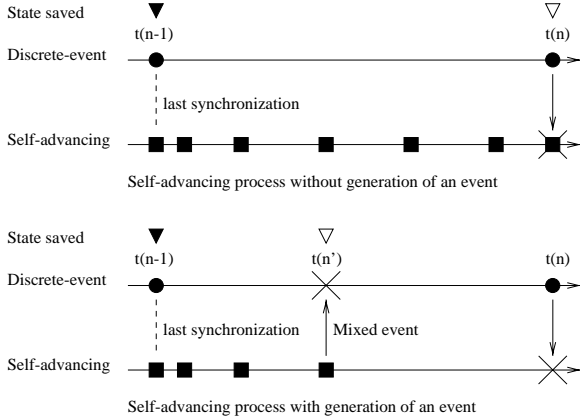 State saved
t(n-1) t(n)
Discrete-event
last synchronization
Self-advancing
Self-advancing process without generation of an event
State saved
t(n-1) t(n') t(n)
Discrete-event
last synchronization Mixed event
Self-advancing
Self-advancing process with generation of an event